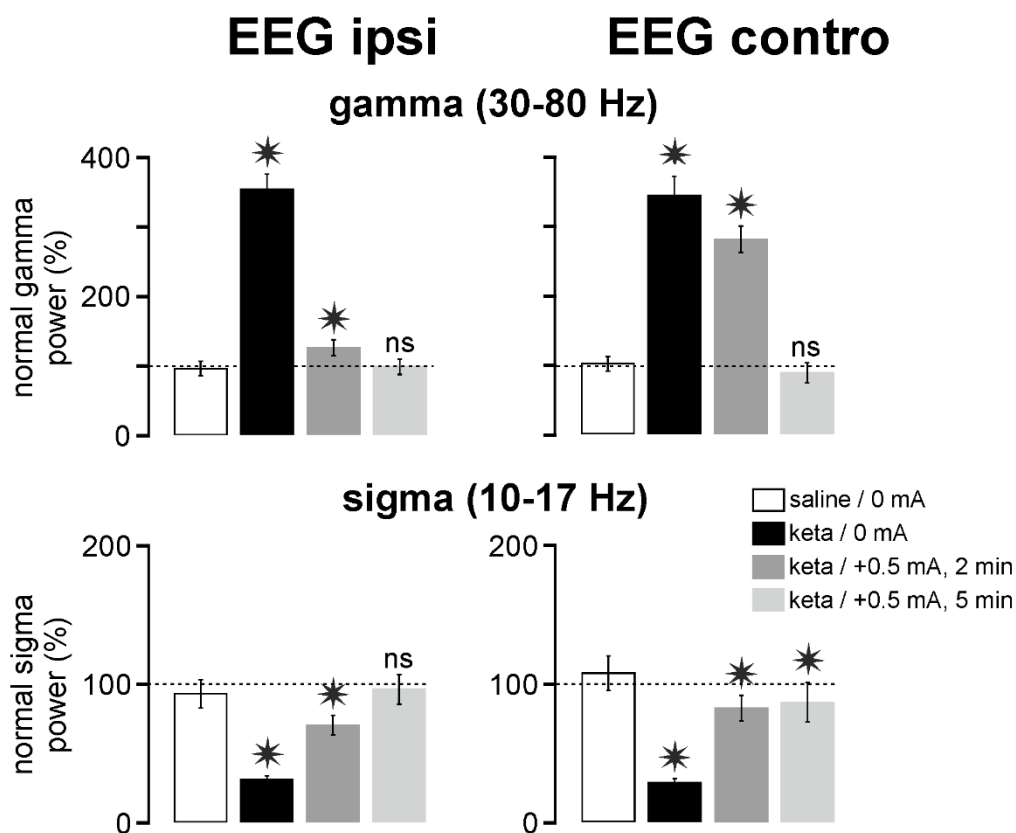 EEG ipsi
EEG contro
gamma (30-80 Hz)
normal gamma
power (%)
400
200
0
ns
ns
sigma (10-17 Hz)
saline / 0 mA
keta / 0 mA
keta / +0.5 mA, 2 min
keta / +0.5 mA, 5 min
normal sigma
power (%)
200
100
0
ns
200
100
0